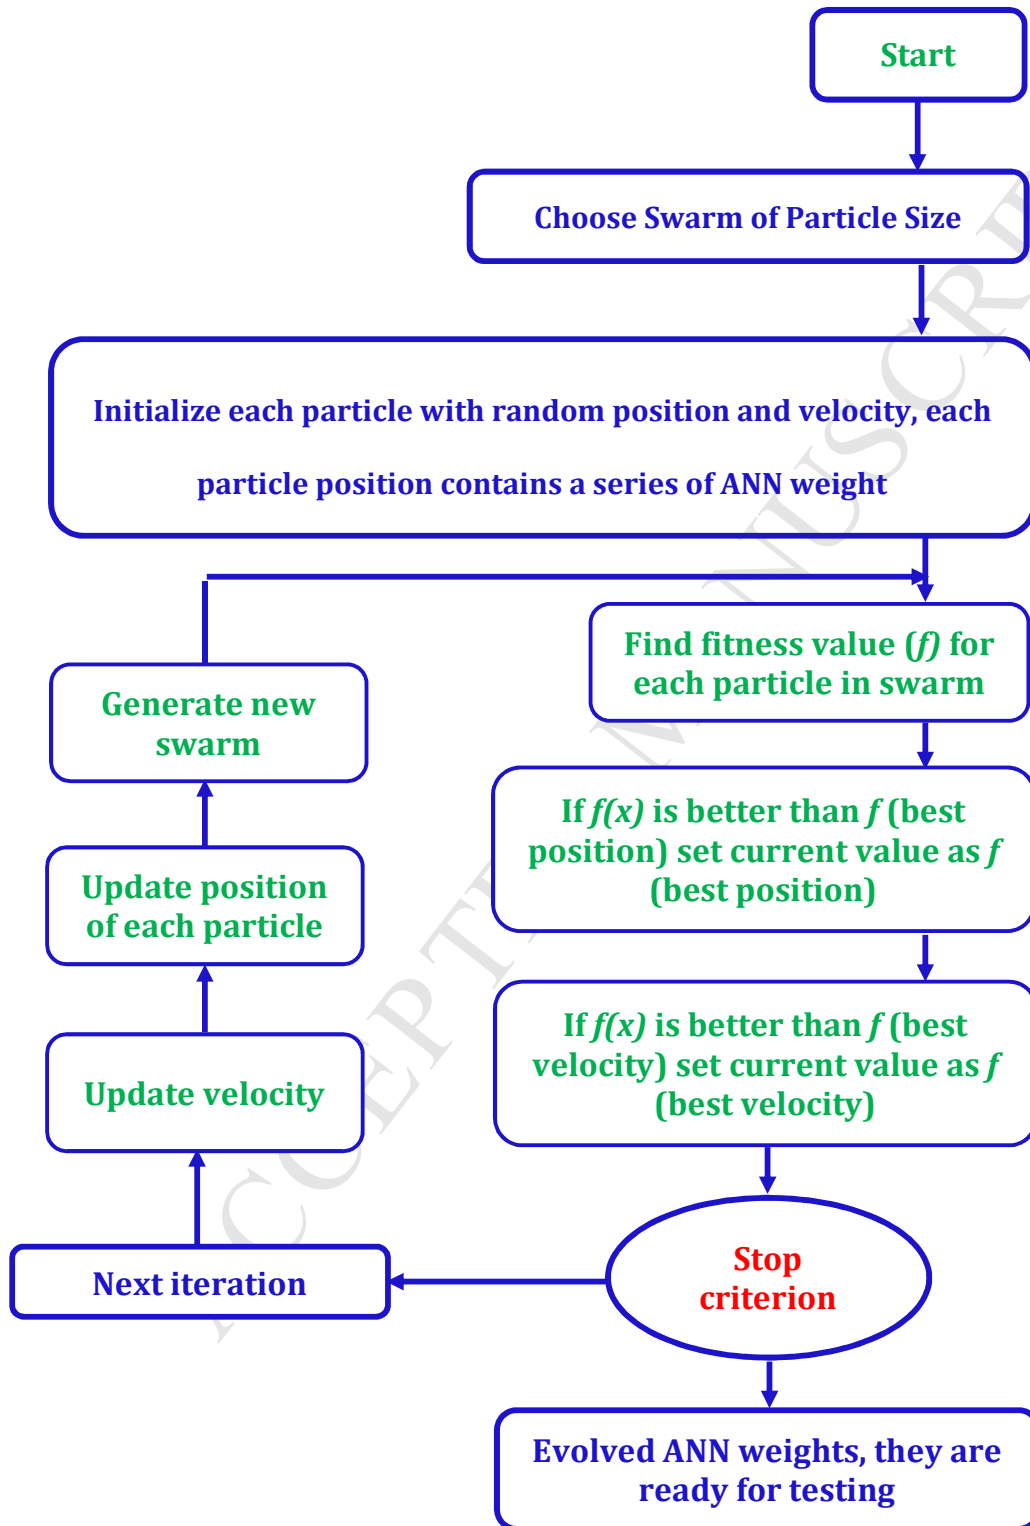 Start
Choose Swarm of Particle Size
Initialize each particle with random position and velocity, each
particle position contains a series of ANN weight
Find fitness value (f) for
each particle in swarm
If f(x) is better than f (best
position) set current value as f
(best position)
If f(x) is better than f (best
velocity) set current value as f
(best velocity)
Stop
criterion
Next iteration
Update velocity
Update position
of each particle
Generate new
swarm
Evolved ANN weights, they are
ready for testing